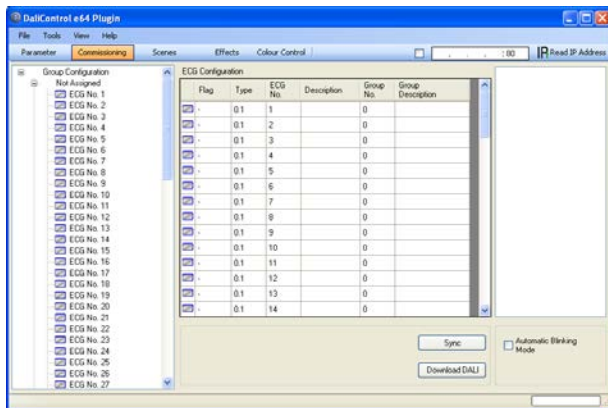 DaliControl e64 Plugin
File Tools View Help
Parameter Commissioning Scenes Effects Colour Control . . . :80 Read IP Address
Group Configuration
Not Assigned
ECG No. 1
ECG No. 2
ECG No. 3
ECG No. 4
ECG No. 5
ECG No. 6
ECG No. 7
ECG No. 8
ECG No. 9
ECG No. 10
ECG No. 11
ECG No. 12
ECG No. 13
ECG No. 14
ECG No. 15
ECG No. 16
ECG No. 17
ECG No. 18
ECG No. 19
ECG No. 20
ECG No. 21
ECG No. 22
ECG No. 23
ECG No. 24
ECG No. 25
ECG No. 26
ECG No. 27
ECG Configuration
Flag Type ECG No. Description Group No. Group Description
- 0.1 1 0
- 0.1 2 0
- 0.1 3 0
- 0.1 4 0
- 0.1 5 0
- 0.1 6 0
- 0.1 7 0
- 0.1 8 0
- 0.1 9 0
- 0.1 10 0
- 0.1 11 0
- 0.1 12 0
- 0.1 13 0
- 0.1 14 0
Sync
Download DALI
Automatic Blinking
Mode